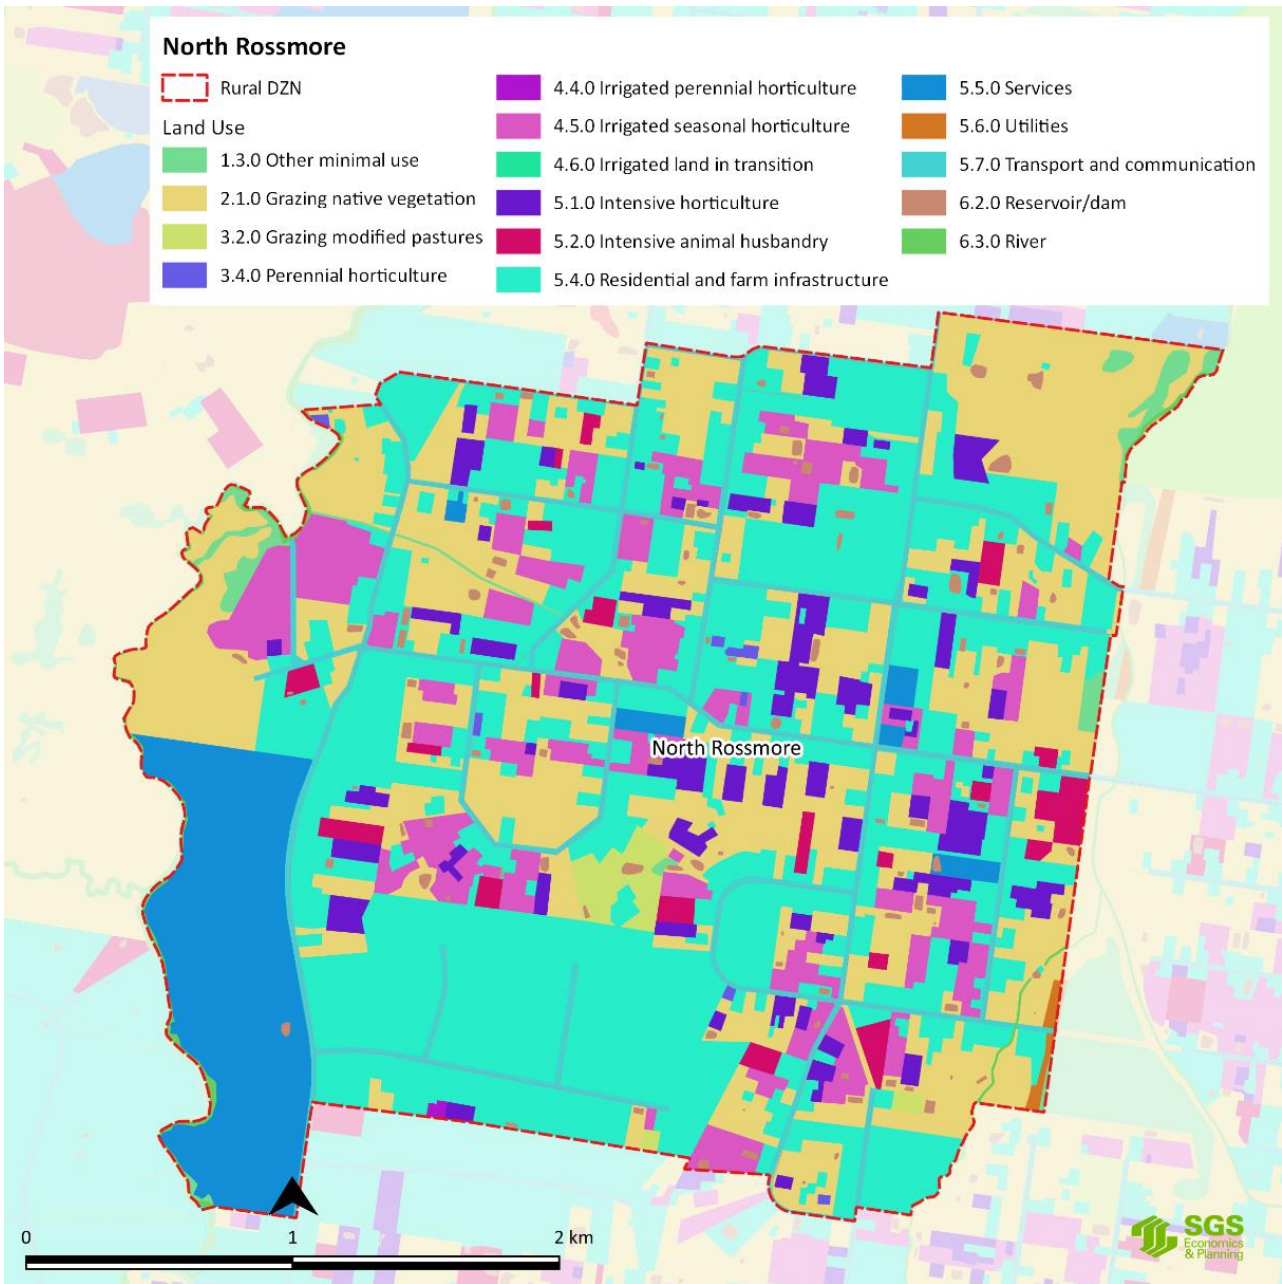 North Rossmore
Rural DZN
Land Use
1.3.0 Other minimal use
2.1.0 Grazing native vegetation
3.2.0 Grazing modified pastures
3.4.0 Perennial horticulture
4.4.0 Irrigated perennial horticulture
4.5.0 Irrigated seasonal horticulture
4.6.0 Irrigated land in transition
5.1.0 Intensive horticulture
5.2.0 Intensive animal husbandry
5.4.0 Residential and farm infrastructure
5.5.0 Services
5.6.0 Utilities
5.7.0 Transport and communication
6.2.0 Reservoir/dam
6.3.0 River
North Rossmore
0 1 2 km
SGS
Economics
& Planning